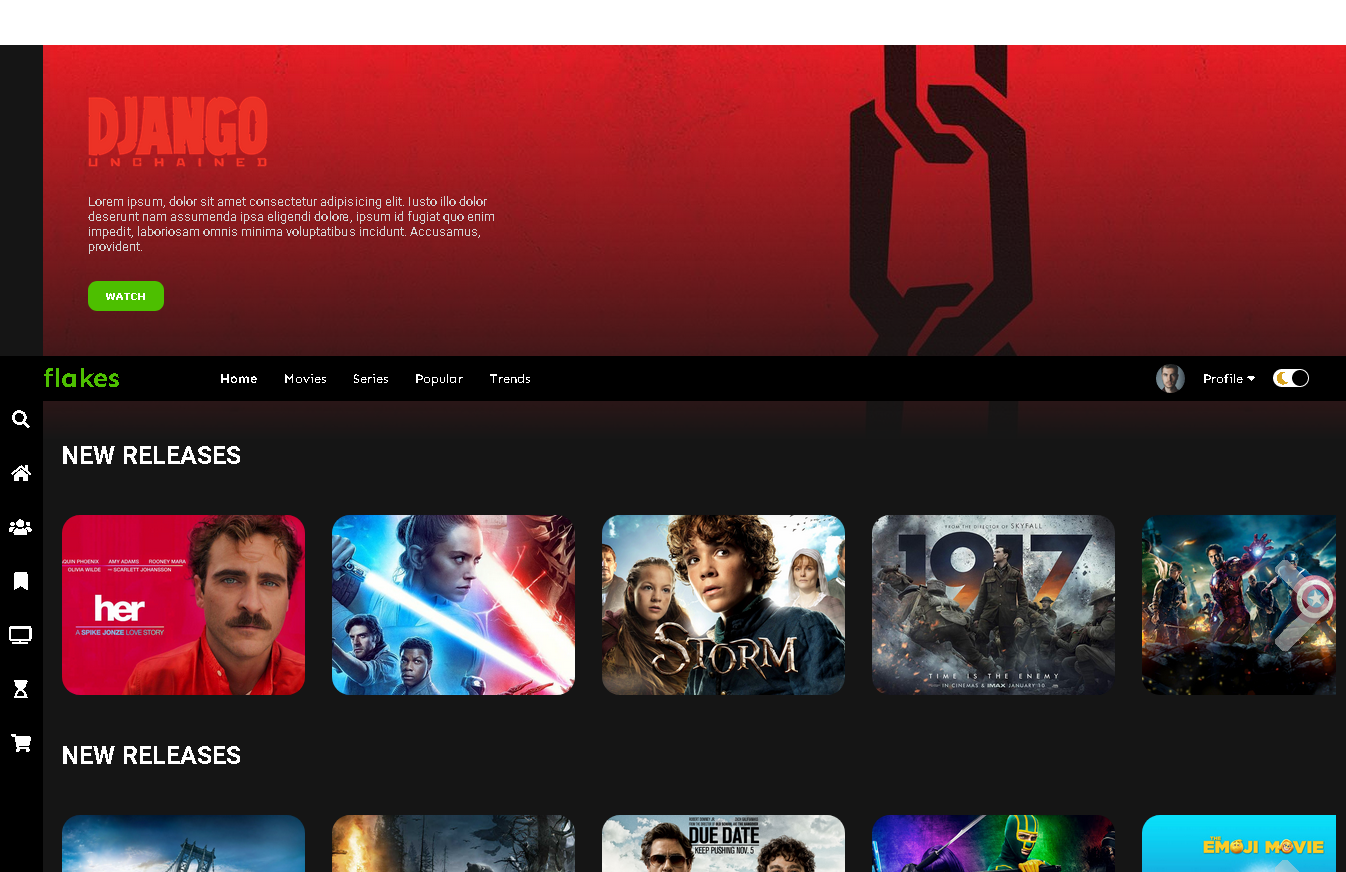 DJANGO
UNCHAINED
Lorem ipsum, dolor sit amet consectetur adipisicing elit. Iusto illo dolor
deserunt nam assumenda ipsa eligendi dolore, ipsum id fugiat quo enim
impedit, laboriosam omnis minima voluptatibus incidunt. Accusamus,
provident.
WATCH
flakes Home Movies Series Popular Trends Profile
NEW RELEASES
QUIN PHOENIX AMY ADAMS ROONEY MARA
OLIVIA WILDE SCARLETT JOHANSSON
her
A SPIKE JONZE LOVE STORY
STORM
FROM THE DIRECTOR OF SKYFALL
1917
TIME IS THE ENEMY
IN CINEMAS & IMAX JANUARY 10
NEW RELEASES
DUE DATE
KEEP PUSHING NOV. 5
THE
EMOJI MOVIE